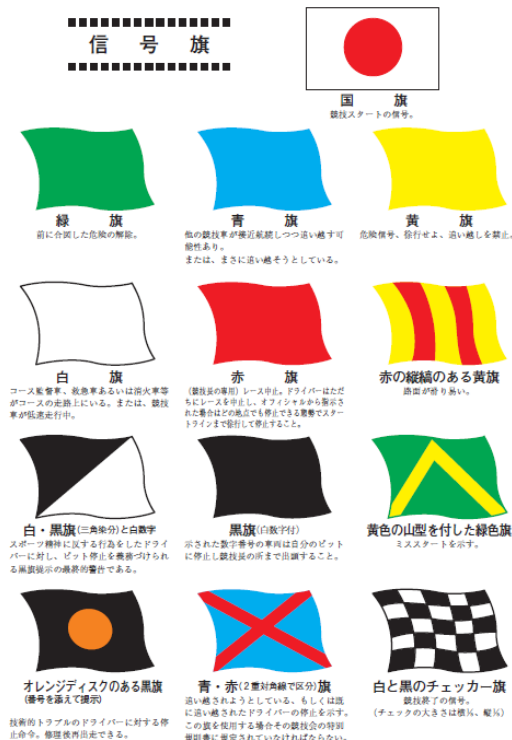 信号旗
国旗
競技スタートの信号。
緑旗
前に合図した危険の解除。
青旗
他の競技車が接近航続しつつ追い越す可
能性あり。
または、まさに追い越そうとしている。
黄旗
危険信号、徐行せよ、追い越しを禁止。
白旗
コース監督車、救急車あるいは消火車等
がコースの走路上にいる。または、競技
車が低速走行中。
赤旗
(競技長の専用)レース中止。ドライバーはただ
ちにレースを中止し、オフィシャルから指示さ
れた場合はどの地点でも停止できる態勢でスター
トラインまで徐行して停止すること。
赤の縦縞のある黄旗
路面が滑り易い。
白・黒旗(三角染分)と白数字
スポーツ精神に反する行為をしたドライ
バーに対し、ピット停止を義務づけられ
る黒旗提示の最終的警告である。
黒旗(白数字付)
示された数字番号の車両は自分のピット
に停止し競技長の所まで出頭すること。
黄色の山型を付した緑色旗
ミススタートを示す。
オレンジディスクのある黒旗
(番号を添えて提示)
技術的トラブルのドライバーに対する停
止命令。修理後再出走できる。
青・赤(2重対角線で区分)旗
追い越されようとしている、もしくは既
に追い越されたドライバーの停止を示す。
この旗を使用する場合その競技会の特別
規則書に規定されていなければならない。
白と黒のチェッカー旗
競技終了の信号。
(チェックの大きさは横⅙、縦⅕)